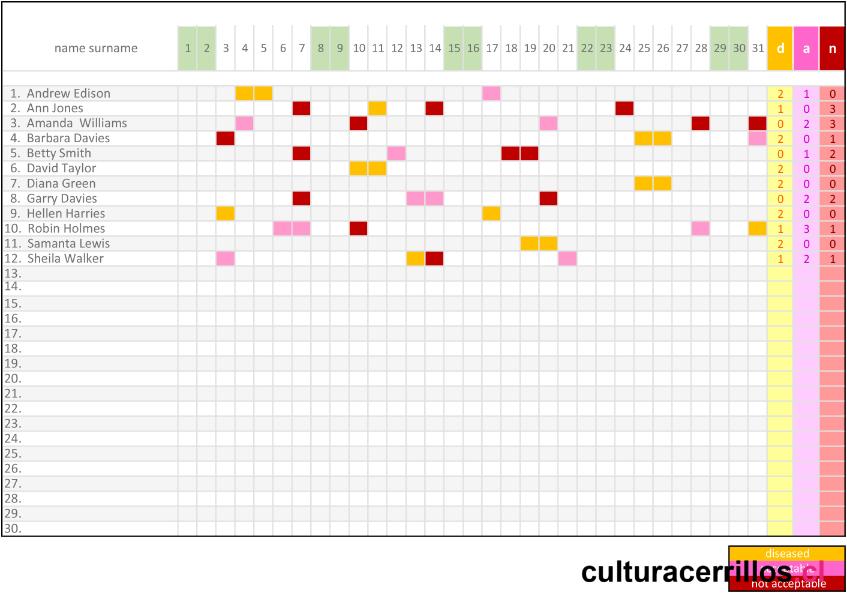 name surname 1 2 3 4 5 6 7 8 9 10 11 12 13 14 15 16 17 18 19 20 21 22 23 24 25 26 27 28 29 30 31 d a n
1. Andrew Edison 2 1 0
2. Ann Jones 1 0 3
3. Amanda Williams 0 2 3
4. Barbara Davies 2 0 1
5. Betty Smith 0 1 2
6. David Taylor 2 0 0
7. Diana Green 2 0 0
8. Garry Davies 0 2 2
9. Hellen Harries 2 0 0
10. Robin Holmes 1 3 1
11. Samanta Lewis 2 0 0
12. Sheila Walker 1 2 1
13.
14.
15.
16.
17.
18.
19.
20.
21.
22.
23.
24.
25.
26.
27.
28.
29.
30.
diseased
culturacerrillos.cl
not acceptable